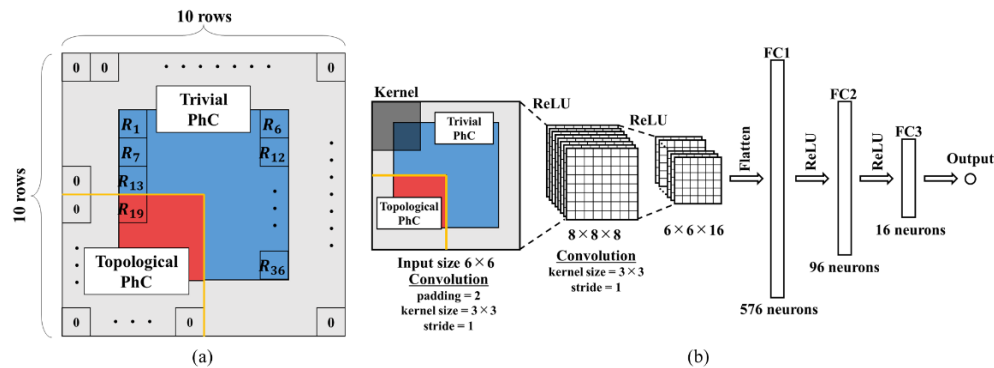 10 rows
10 rows
0 0 · · · · · · · 0
Trivial
PhC
R1 R6
R7 R12
0 R13
0 R19
Topological
PhC
R36
0 · · · 0 0
(a)
Kernel
Trivial
PhC
Topological
PhC
Input size 6×6
Convolution
padding = 2
kernel size = 3×3
stride = 1
ReLU
8×8×8
Convolution
kernel size = 3×3
stride = 1
ReLU
6×6×16
Flatten
FC1
576 neurons
ReLU
FC2
96 neurons
ReLU
FC3
16 neurons
Output
(b)